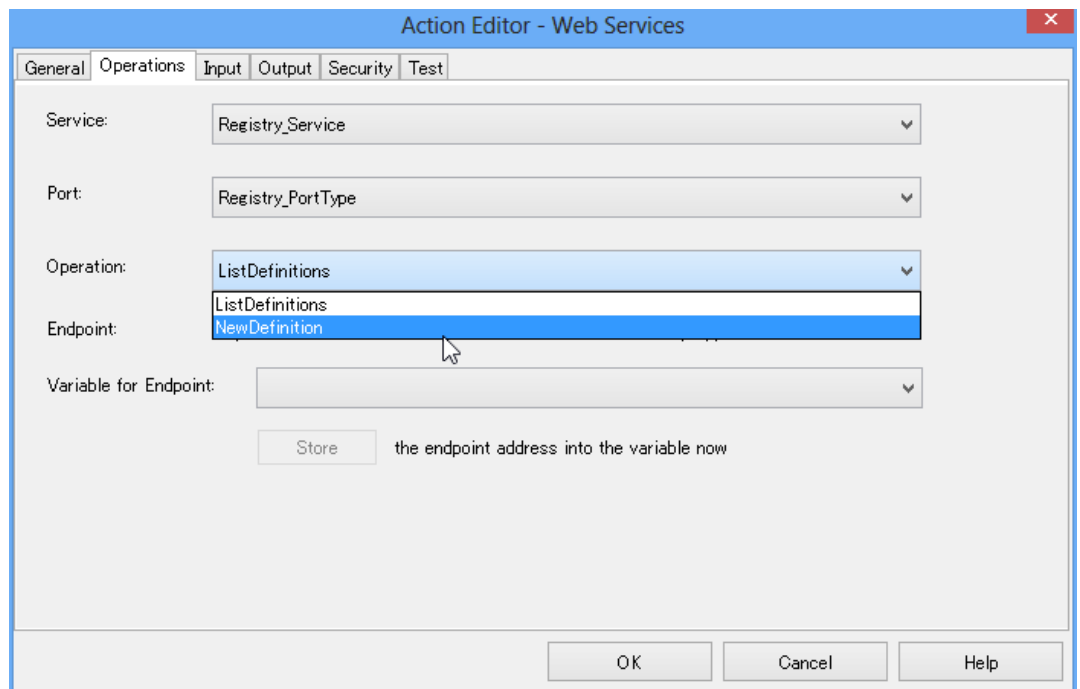 Action Editor - Web Services
General Operations Input Output Security Test
Service: Registry_Service
Port: Registry_PortType
Operation: ListDefinitions
ListDefinitions
NewDefinition
Endpoint:
Variable for Endpoint:
Store the endpoint address into the variable now
OK Cancel Help